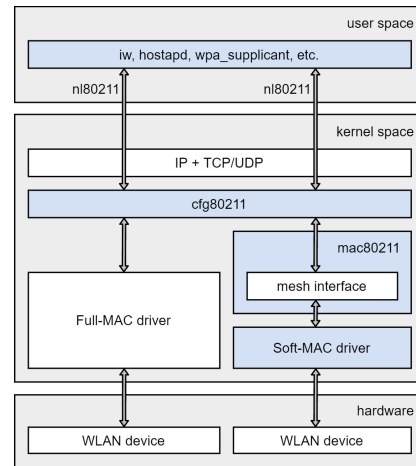 user space
iw, hostapd, wpa_supplicant, etc.
nl80211 nl80211
kernel space
IP + TCP/UDP
cfg80211
mac80211
mesh interface
Full-MAC driver
Soft-MAC driver
hardware
WLAN device WLAN device